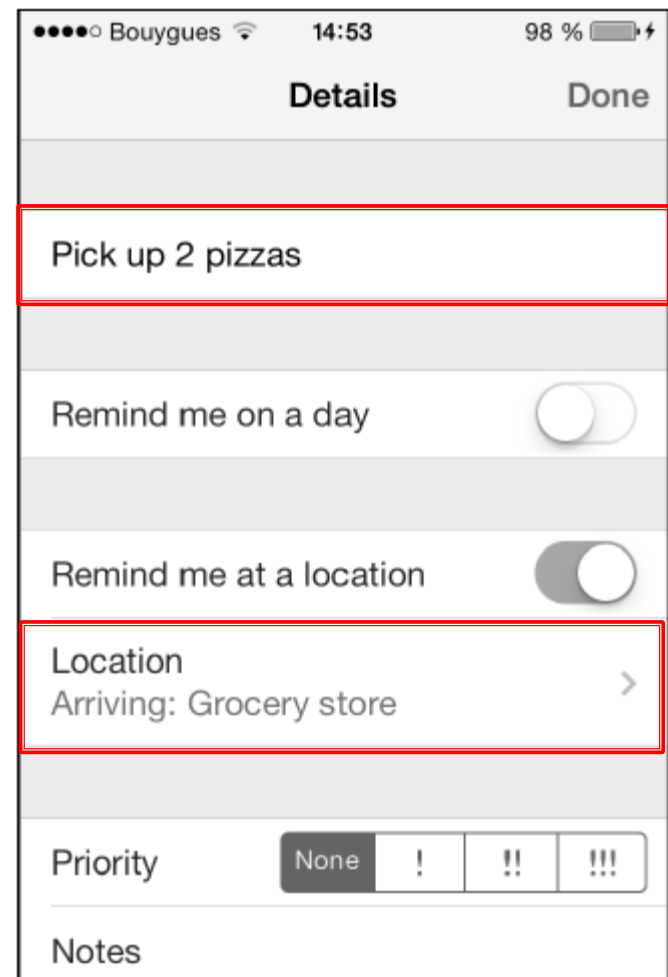 Bouygues 14:53 98 %
Details Done
Pick up 2 pizzas
Remind me on a day
Remind me at a location
Location
Arriving: Grocery store
Priority None ! !! !!!
Notes